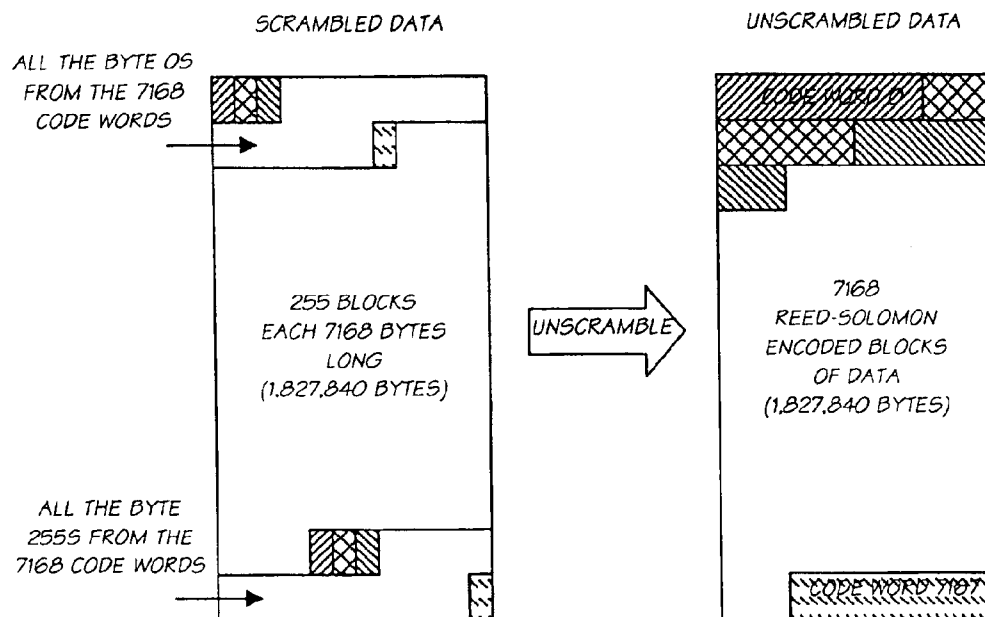 SCRAMBLED DATA
UNSCRAMBLED DATA
ALL THE BYTE 0S
FROM THE 7168
CODE WORDS
CODE WORD 0
255 BLOCKS
EACH 7168 BYTES
LONG
(1,827,840 BYTES)
UNSCRAMBLE
7168
REED-SOLOMON
ENCODED BLOCKS
OF DATA
(1,827,840 BYTES)
ALL THE BYTE
255S FROM THE
7168 CODE WORDS
CODE WORD 7167